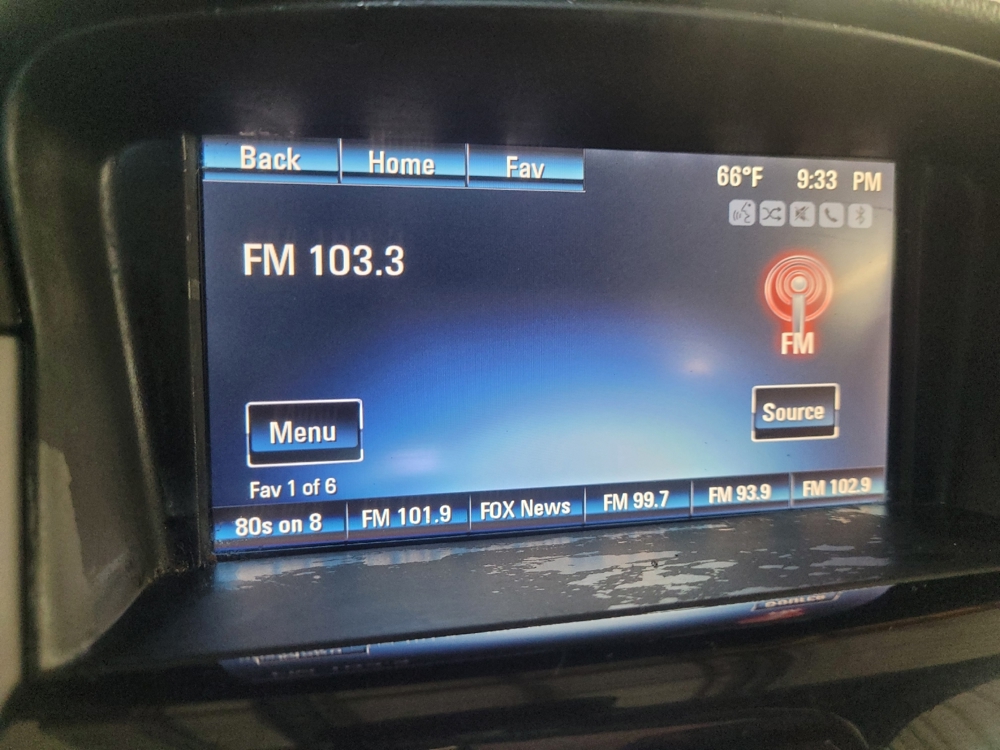 Back Home Fav
66°F 9:33 PM
FM 103.3
FM
Menu
Source
Fav 1 of 6
80s on 8 FM 101.9 FOX News FM 99.7 FM 93.9 FM 102.9